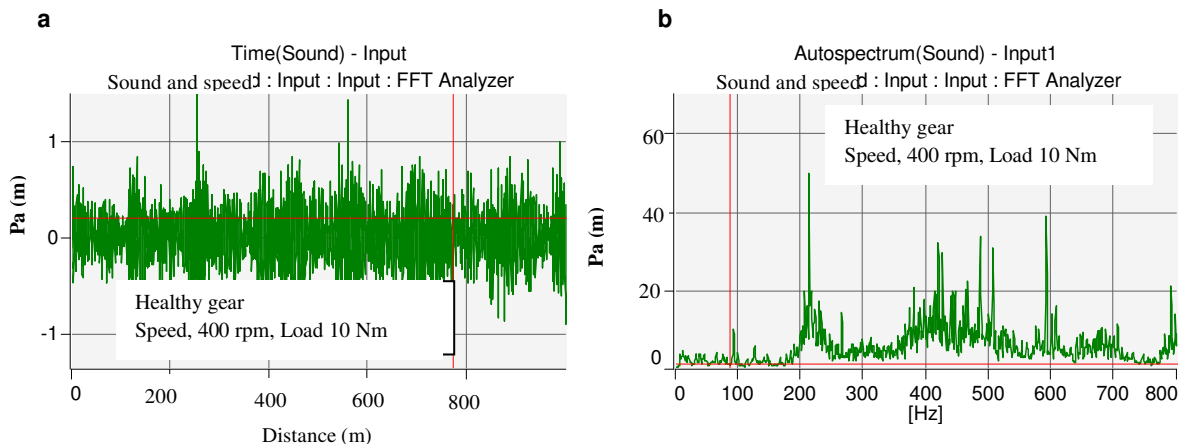 a
Time(Sound) - Input
Sound and speed d : Input : Input : FFT Analyzer
1
0
-1
Pa (m)
Healthy gear
Speed, 400 rpm, Load 10 Nm
0 200 400 600 800
Distance (m)
b
Autospectrum(Sound) - Input1
Sound and speed d : Input : Input : FFT Analyzer
60
40
20
0
Pa (m)
Healthy gear
Speed, 400 rpm, Load 10 Nm
0 100 200 300 400 500 600 700 800
[Hz]